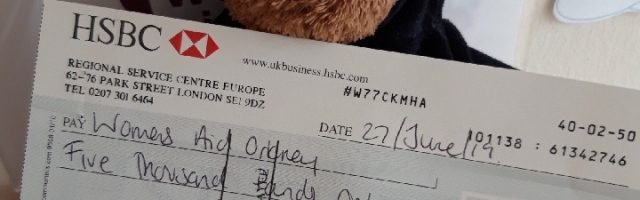 HSBC
www.ukbusiness.hsbc.com
REGIONAL SERVICE CENTRE EUROPE
62-76 PARK STREET LONDON SE1 9DZ
TEL 0207 301 6464
#W77CKMHA
40-02-50
01138 : 61342746
PAY Womens Aid Orkney
DATE 27/June/19
Five Thousand